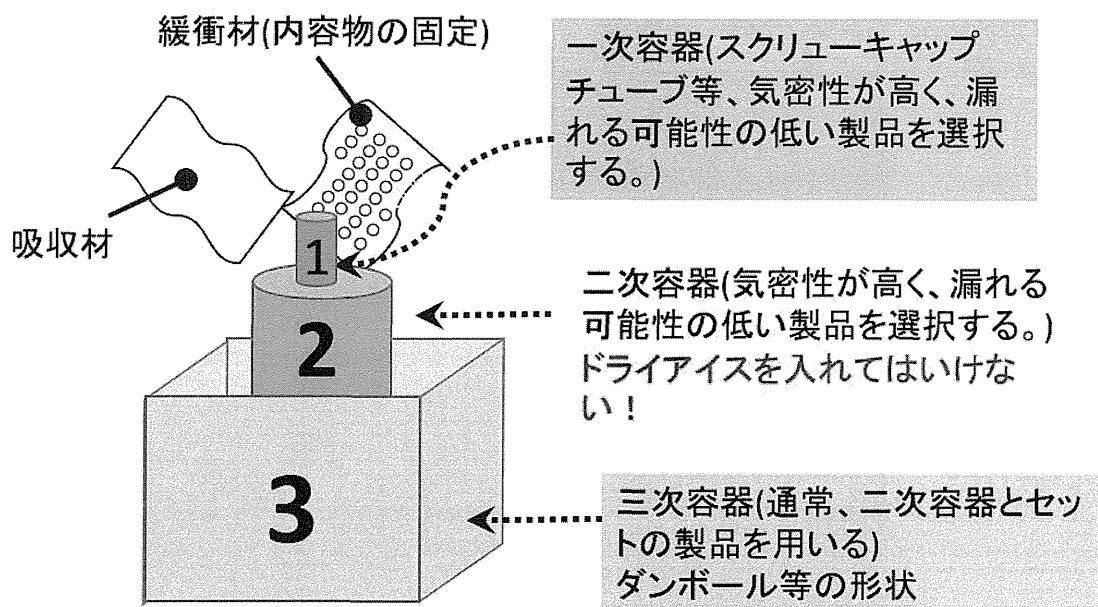 緩衝材(内容物の固定)
一次容器(スクリューキャップ
チューブ等、気密性が高く、漏
れる可能性の低い製品を選択
する。)
吸収材
1
二次容器(気密性が高く、漏れる
可能性の低い製品を選択する。)
ドライアイスを入れてはいけな
い！
2
3
三次容器(通常、二次容器とセッ
トの製品を用いる)
ダンボール等の形状